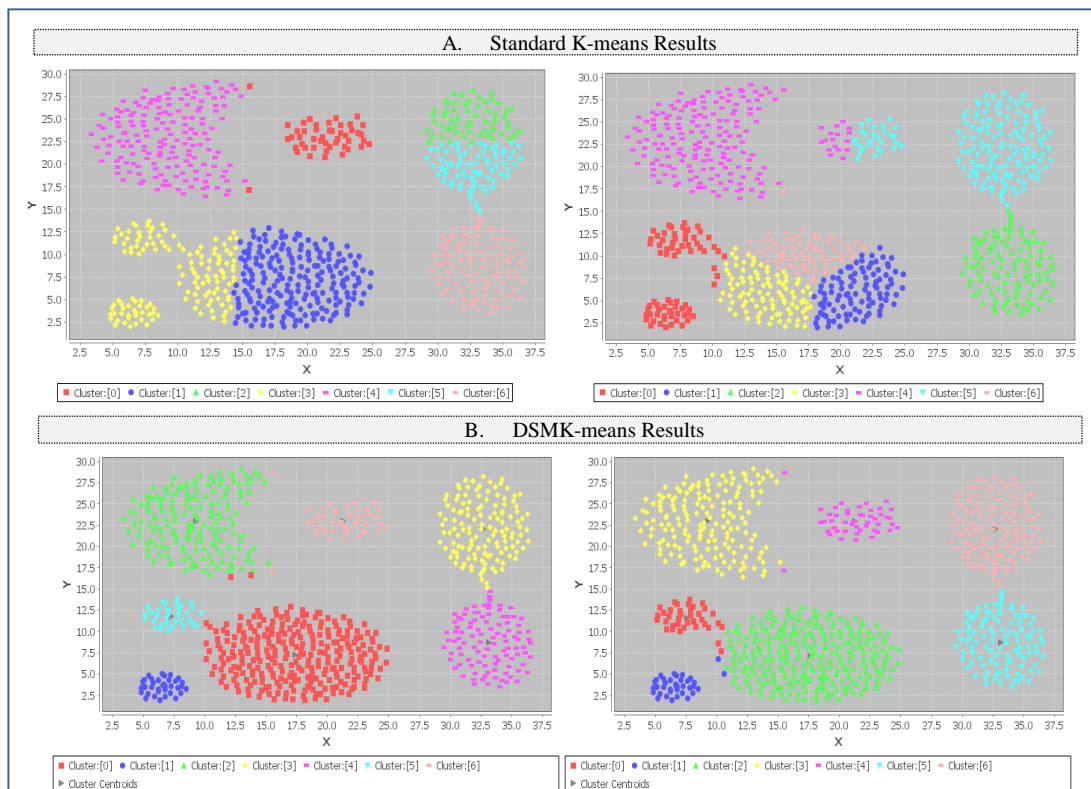 A. Standard K-means Results
30.0
27.5
25.0
22.5
20.0
17.5
15.0
12.5
10.0
7.5
5.0
2.5
Y
2.5 5.0 7.5 10.0 12.5 15.0 17.5 20.0 22.5 25.0 27.5 30.0 32.5 35.0 37.5
X
Cluster:[0] Cluster:[1] Cluster:[2] Cluster:[3] Cluster:[4] Cluster:[5] Cluster:[6]
30.0
27.5
25.0
22.5
20.0
17.5
15.0
12.5
10.0
7.5
5.0
2.5
Y
2.5 5.0 7.5 10.0 12.5 15.0 17.5 20.0 22.5 25.0 27.5 30.0 32.5 35.0 37.5
X
Cluster:[0] Cluster:[1] Cluster:[2] Cluster:[3] Cluster:[4] Cluster:[5] Cluster:[6]
B. DSMK-means Results
30.0
27.5
25.0
22.5
20.0
17.5
15.0
12.5
10.0
7.5
5.0
2.5
Y
2.5 5.0 7.5 10.0 12.5 15.0 17.5 20.0 22.5 25.0 27.5 30.0 32.5 35.0 37.5
X
Cluster:[0] Cluster:[1] Cluster:[2] Cluster:[3] Cluster:[4] Cluster:[5] Cluster:[6]
Cluster Centroids
30.0
27.5
25.0
22.5
20.0
17.5
15.0
12.5
10.0
7.5
5.0
2.5
Y
2.5 5.0 7.5 10.0 12.5 15.0 17.5 20.0 22.5 25.0 27.5 30.0 32.5 35.0 37.5
X
Cluster:[0] Cluster:[1] Cluster:[2] Cluster:[3] Cluster:[4] Cluster:[5] Cluster:[6]
Cluster Centroids